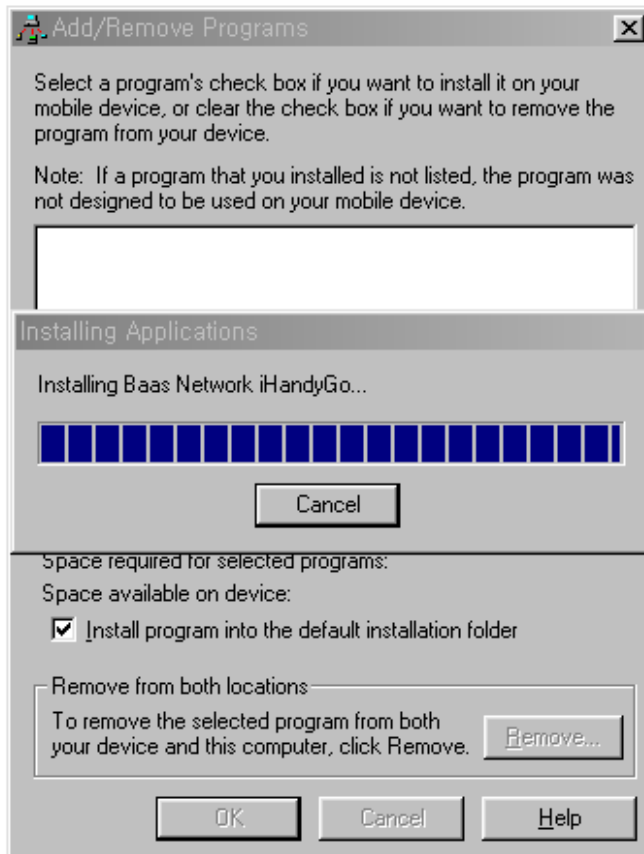 Add/Remove Programs
Select a program's check box if you want to install it on your
mobile device, or clear the check box if you want to remove the
program from your device.
Note: If a program that you installed is not listed, the program was
not designed to be used on your mobile device.
Installing Applications
Installing Baas Network iHandyGo...
Cancel
Space required for selected programs:
Space available on device:
Install program into the default installation folder
Remove from both locations
To remove the selected program from both
your device and this computer, click Remove.
Remove...
OK
Cancel
Help